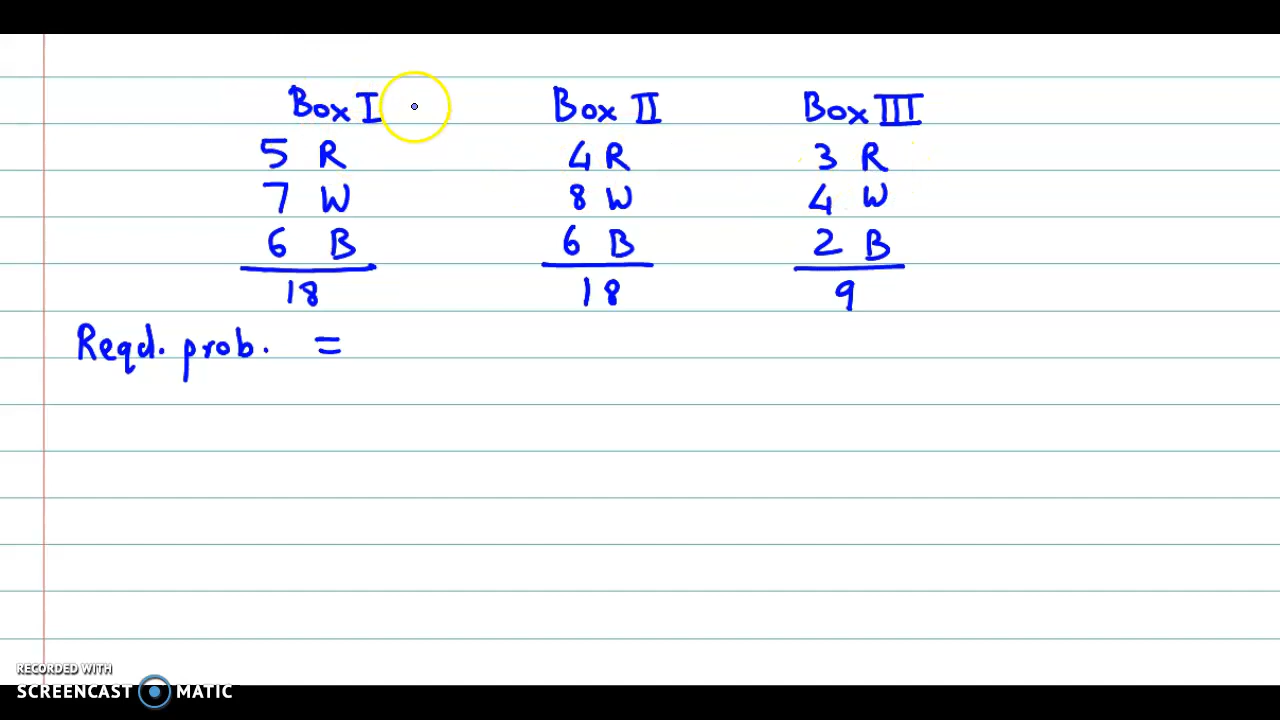 Box I Box II Box III
5 R 4 R 3 R
7 W 8 W 4 W
6 B 6 B 2 B
18 18 9
Reqd. prob. =
RECORDED WITH
SCREENCAST MATIC